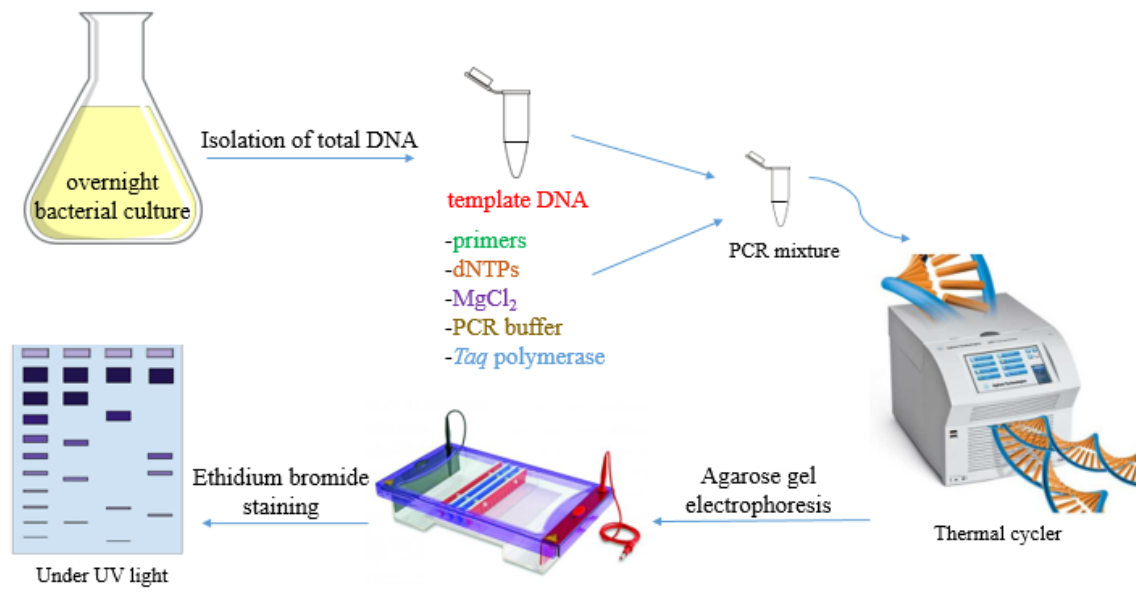 Isolation of total DNA
overnight
bacterial culture
template DNA
-primers
-dNTPs
-MgCl₂
-PCR buffer
-Taq polymerase
PCR mixture
Thermal cycler
Agarose gel
electrophoresis
Ethidium bromide
staining
Under UV light